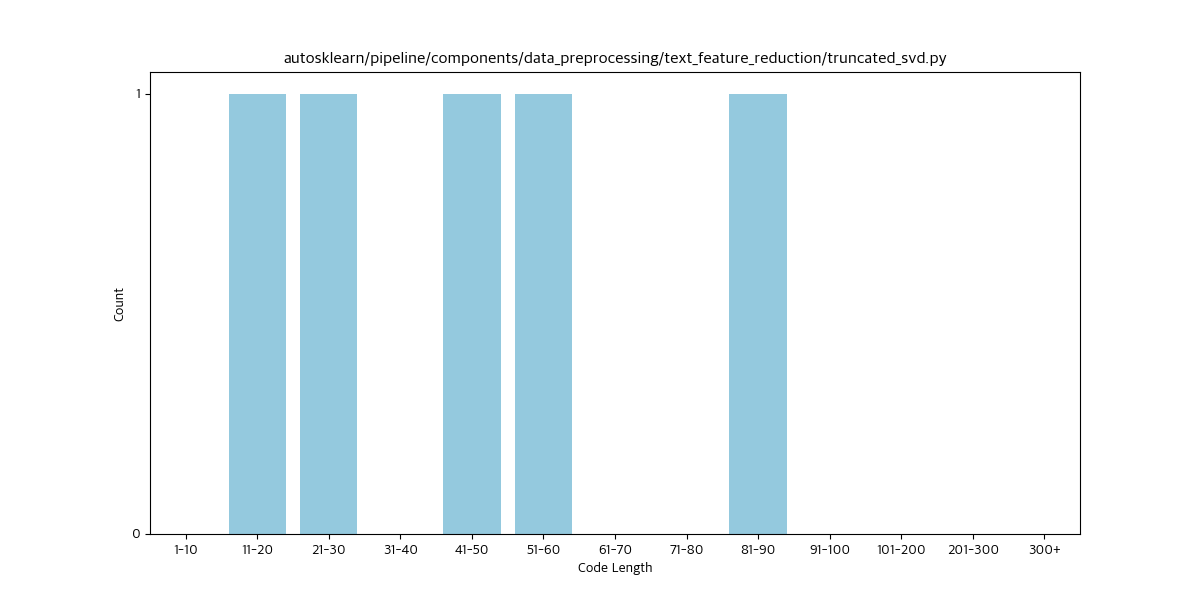 autosklearn/pipeline/components/data_preprocessing/text_feature_reduction/truncated_svd.py
1
Count
0
1-10 11-20 21-30 31-40 41-50 51-60 61-70 71-80 81-90 91-100 101-200 201-300 300+
Code Length